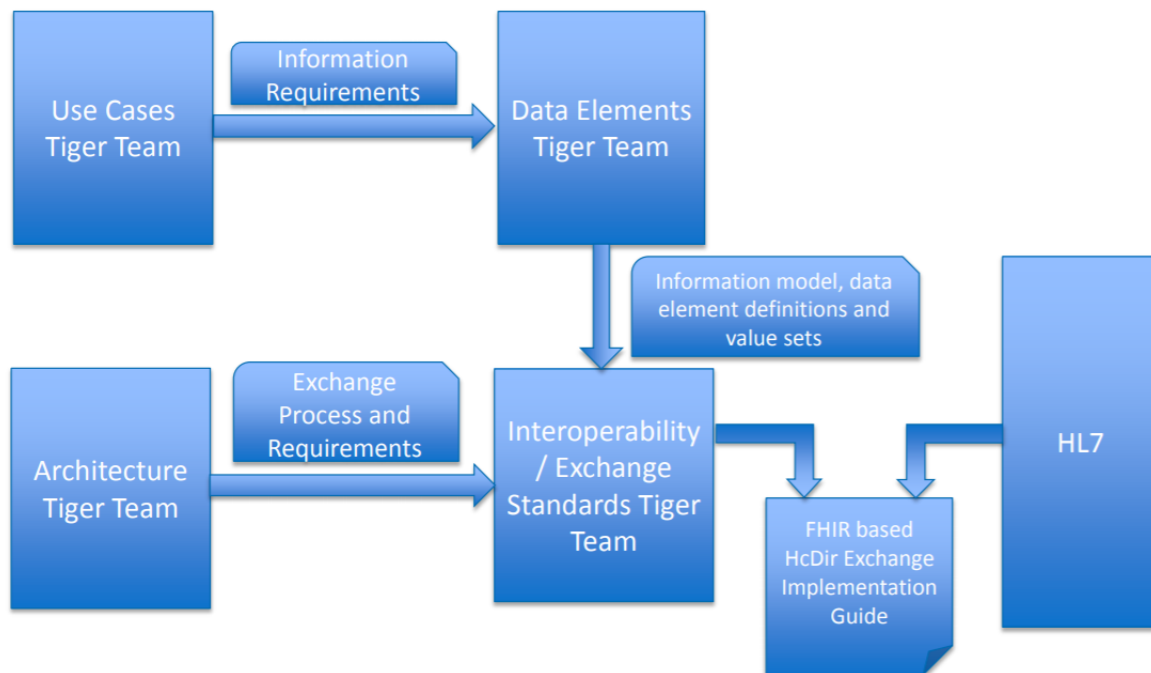 Use Cases
Tiger Team
Information
Requirements
Data Elements
Tiger Team
Information model, data
element definitions and
value sets
Architecture
Tiger Team
Exchange
Process and
Requirements
Interoperability
/ Exchange
Standards Tiger
Team
HL7
FHIR based
HcDir Exchange
Implementation
Guide